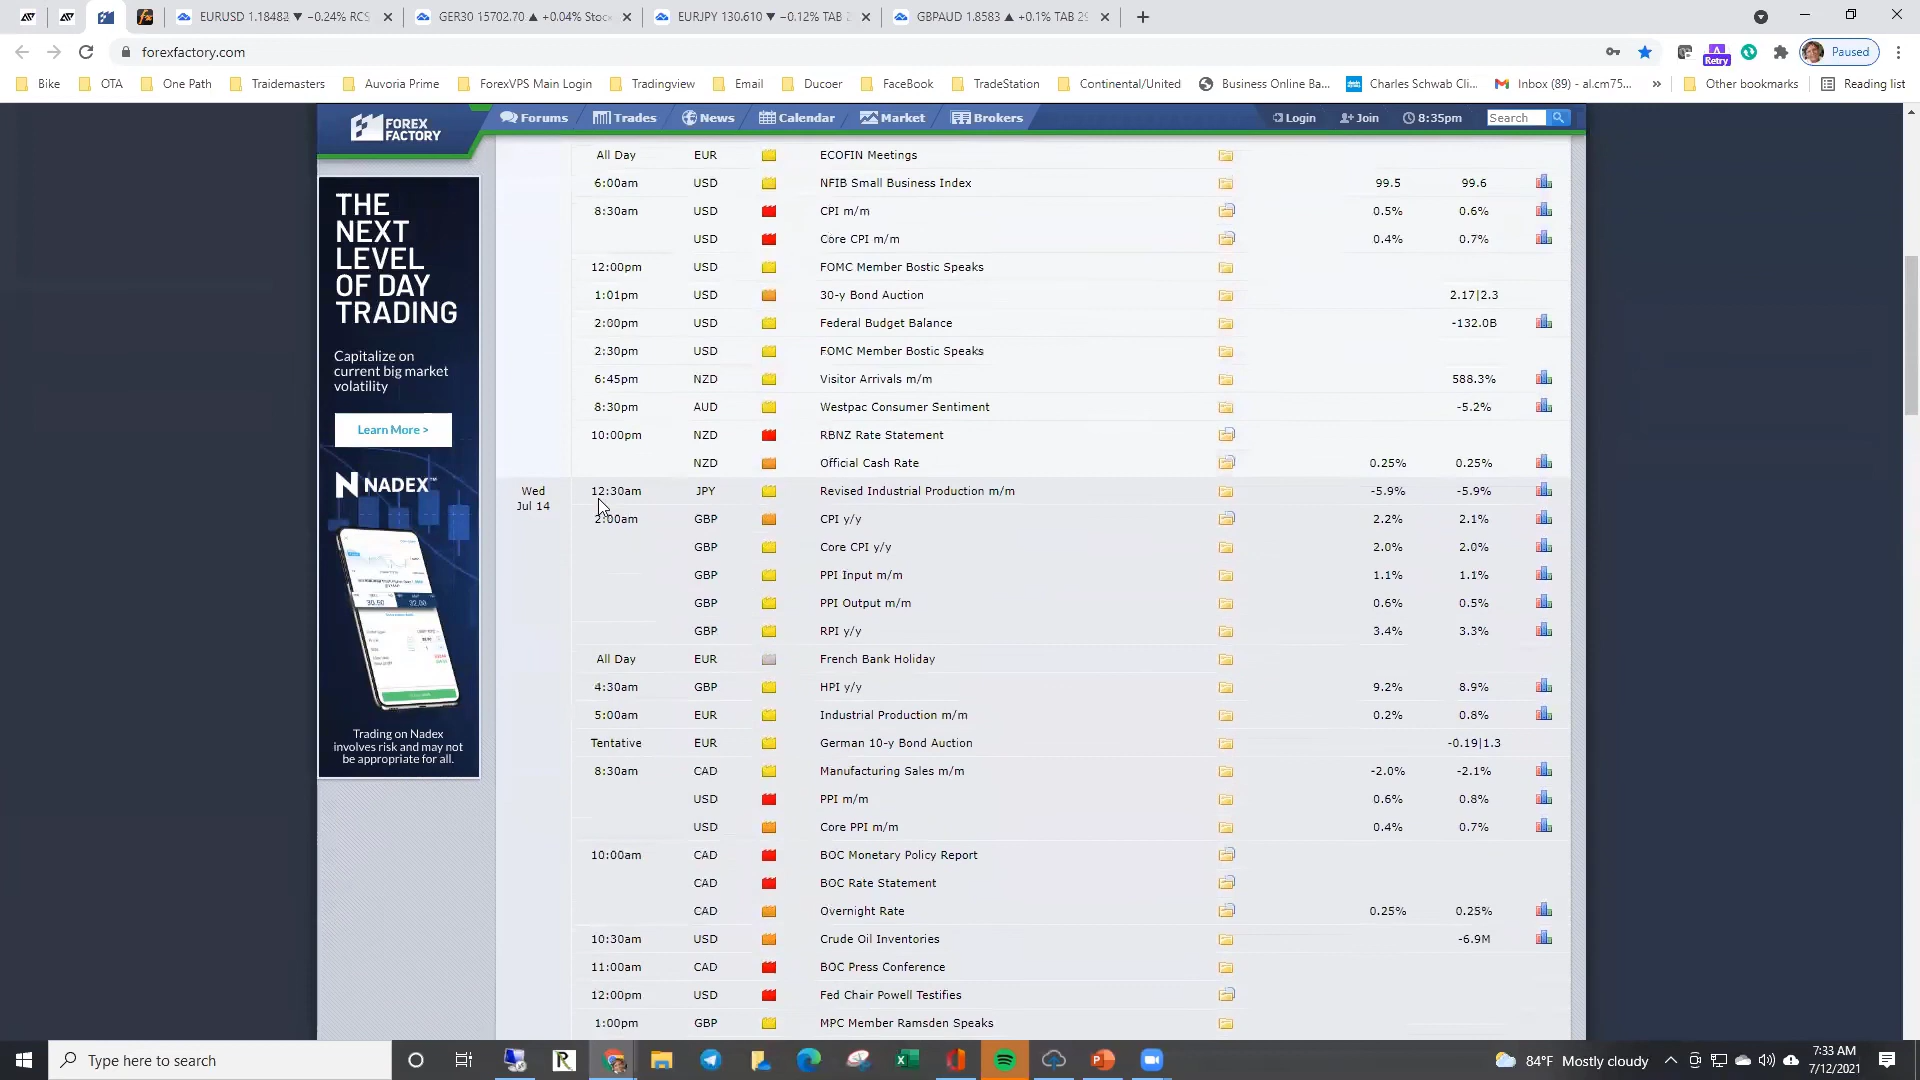 EURUSD 1.18482 ▼ −0.24% RCS
GER30 15702.70 ▲ +0.04% Stock
EURJPY 130.610 ▼ −0.12% TAB 2
GBPAUD 1.8583 ▲ +0.1% TAB 29
forexfactory.com
Retry
Paused
Bike
OTA
One Path
Traidemasters
Auvoria Prime
ForexVPS Main Login
Tradingview
Email
Ducoer
FaceBook
TradeStation
Continental/United
Business Online Ba...
Charles Schwab Cli...
Inbox (89) - al.cm75...
»
Other bookmarks
Reading list
FOREX
FACTORY
Forums
Trades
News
Calendar
Market
Brokers
Login
Join
8:35pm
Search
All Day EUR ECOFIN Meetings
6:00am USD NFIB Small Business Index 99.5 99.6
8:30am USD CPI m/m 0.5% 0.6%
USD Core CPI m/m 0.4% 0.7%
12:00pm USD FOMC Member Bostic Speaks
1:01pm USD 30-y Bond Auction 2.17|2.3
2:00pm USD Federal Budget Balance -132.0B
2:30pm USD FOMC Member Bostic Speaks
6:45pm NZD Visitor Arrivals m/m 588.3%
8:30pm AUD Westpac Consumer Sentiment -5.2%
10:00pm NZD RBNZ Rate Statement
NZD Official Cash Rate 0.25% 0.25%
Wed
Jul 14
12:30am JPY Revised Industrial Production m/m -5.9% -5.9%
2:00am GBP CPI y/y 2.2% 2.1%
GBP Core CPI y/y 2.0% 2.0%
GBP PPI Input m/m 1.1% 1.1%
GBP PPI Output m/m 0.6% 0.5%
GBP RPI y/y 3.4% 3.3%
All Day EUR French Bank Holiday
4:30am GBP HPI y/y 9.2% 8.9%
5:00am EUR Industrial Production m/m 0.2% 0.8%
Tentative EUR German 10-y Bond Auction -0.19|1.3
8:30am CAD Manufacturing Sales m/m -2.0% -2.1%
USD PPI m/m 0.6% 0.8%
USD Core PPI m/m 0.4% 0.7%
10:00am CAD BOC Monetary Policy Report
CAD BOC Rate Statement
CAD Overnight Rate 0.25% 0.25%
10:30am USD Crude Oil Inventories -6.9M
11:00am CAD BOC Press Conference
12:00pm USD Fed Chair Powell Testifies
1:00pm GBP MPC Member Ramsden Speaks
THE
NEXT
LEVEL
OF DAY
TRADING
Capitalize on
current big market
volatility
Learn More >
NADEX
30.50 32.00
Trading on Nadex
involves risk and may not
be appropriate for all.
Type here to search
84°F Mostly cloudy
7:33 AM
7/12/2021